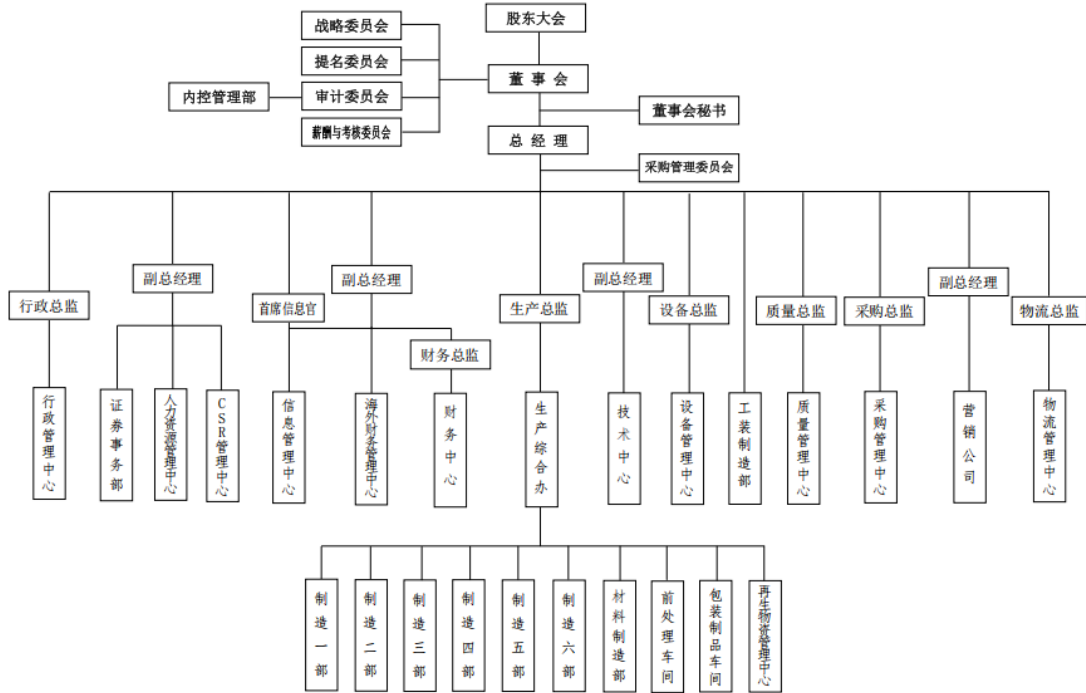 股东大会
战略委员会
提名委员会
董 事 会
内控管理部
审计委员会
董事会秘书
薪酬与考核委员会
总 经 理
采购管理委员会
副总经理
副总经理
副总经理
副总经理
行政总监
首席信息官
生产总监
设备总监
质量总监
采购总监
物流总监
财务总监
行政管理中心
证券事务部
人力资源管理中心
CSR管理中心
信息管理中心
海外财务管理中心
财务中心
生产综合办
技术中心
设备管理中心
工装制造部
质量管理中心
采购管理中心
营销公司
物流管理中心
制造一部
制造二部
制造三部
制造四部
制造五部
制造六部
材料制造部
前处理车间
包装制品车间
再生物资管理中心